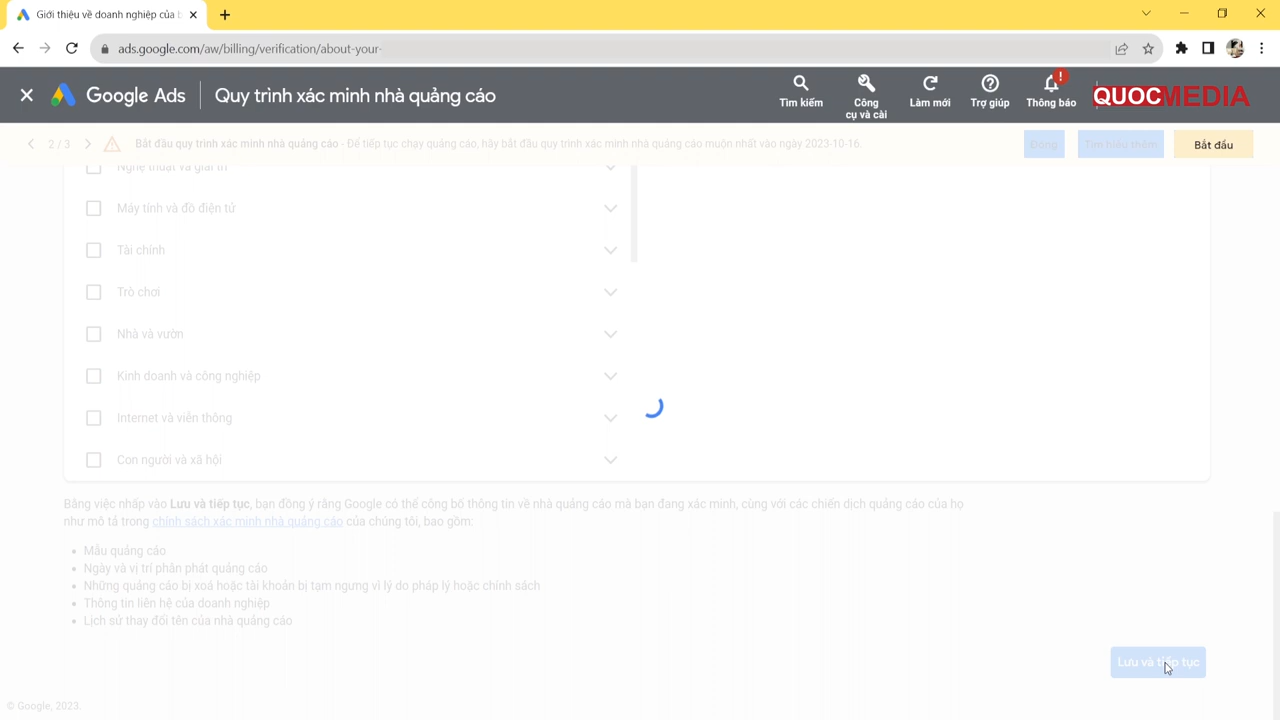 Giới thiệu về doanh nghiệp của b
ads.google.com/aw/billing/verification/about-your-
Google Ads
Quy trình xác minh nhà quảng cáo
Tìm kiếm
Công cụ và cài
Làm mới
Trợ giúp
Thông báo
QUOCMEDIA
2 / 3
Bắt đầu quy trình xác minh nhà quảng cáo - Để tiếp tục chạy quảng cáo, hãy bắt đầu quy trình xác minh nhà quảng cáo muộn nhất vào ngày 2023-10-16.
Đóng
Tìm hiểu thêm
Bắt đầu
Nghệ thuật và giải trí
Máy tính và đồ điện tử
Tài chính
Trò chơi
Nhà và vườn
Kinh doanh và công nghiệp
Internet và viễn thông
Con người và xã hội
Bằng việc nhấp vào Lưu và tiếp tục, bạn đồng ý rằng Google có thể công bố thông tin về nhà quảng cáo mà bạn đang xác minh, cùng với các chiến dịch quảng cáo của họ
như mô tả trong chính sách xác minh nhà quảng cáo của chúng tôi, bao gồm:
Mẫu quảng cáo
Ngày và vị trí phân phát quảng cáo
Những quảng cáo bị xoá hoặc tài khoản bị tạm ngưng vì lý do pháp lý hoặc chính sách
Thông tin liên hệ của doanh nghiệp
Lịch sử thay đổi tên của nhà quảng cáo
Lưu và tiếp tục
© Google, 2023.